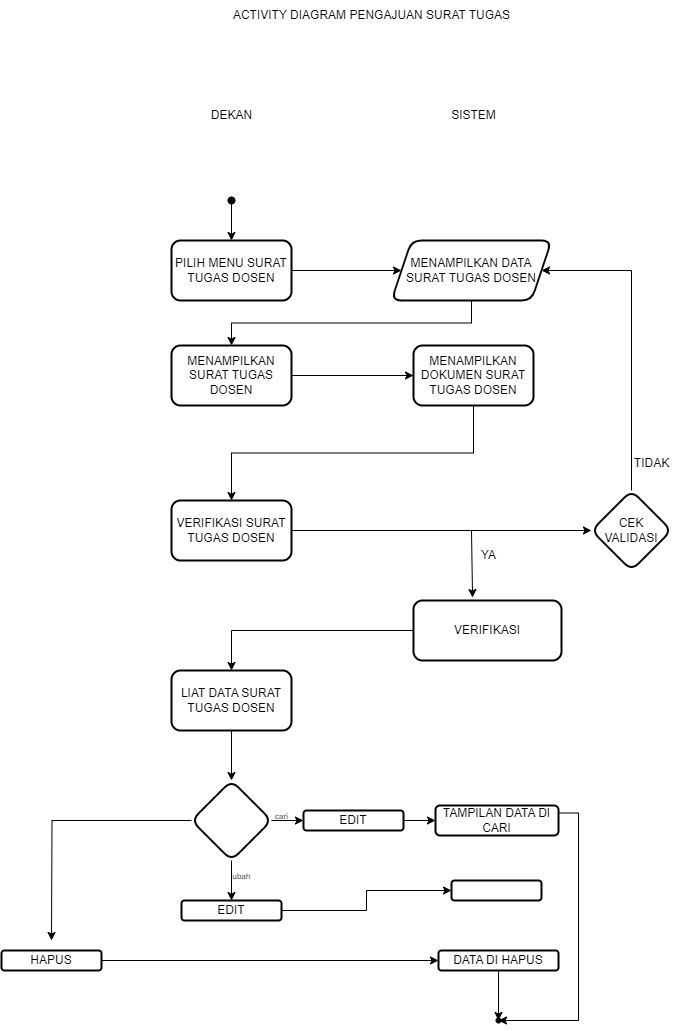 ACTIVITY DIAGRAM PENGAJUAN SURAT TUGAS
DEKAN
SISTEM
PILIH MENU SURAT
TUGAS DOSEN
MENAMPILKAN DATA
SURAT TUGAS DOSEN
MENAMPILKAN
SURAT TUGAS
DOSEN
MENAMPILKAN
DOKUMEN SURAT
TUGAS DOSEN
TIDAK
VERIFIKASI SURAT
TUGAS DOSEN
CEK
VALIDASI
YA
VERIFIKASI
LIAT DATA SURAT
TUGAS DOSEN
cari
EDIT
TAMPILAN DATA DI
CARI
ubah
EDIT
HAPUS
DATA DI HAPUS